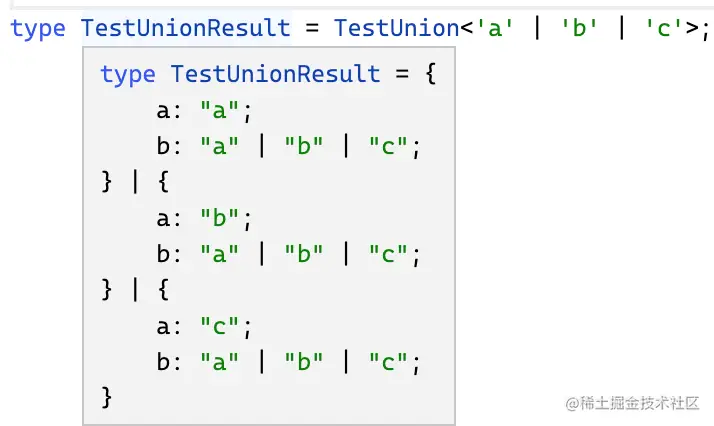 type TestUnionResult = TestUnion<'a' | 'b' | 'c'>;
type TestUnionResult = {
    a: "a";
    b: "a" | "b" | "c";
} | {
    a: "b";
    b: "a" | "b" | "c";
} | {
    a: "c";
    b: "a" | "b" | "c";
}
@稀土掘金技术社区